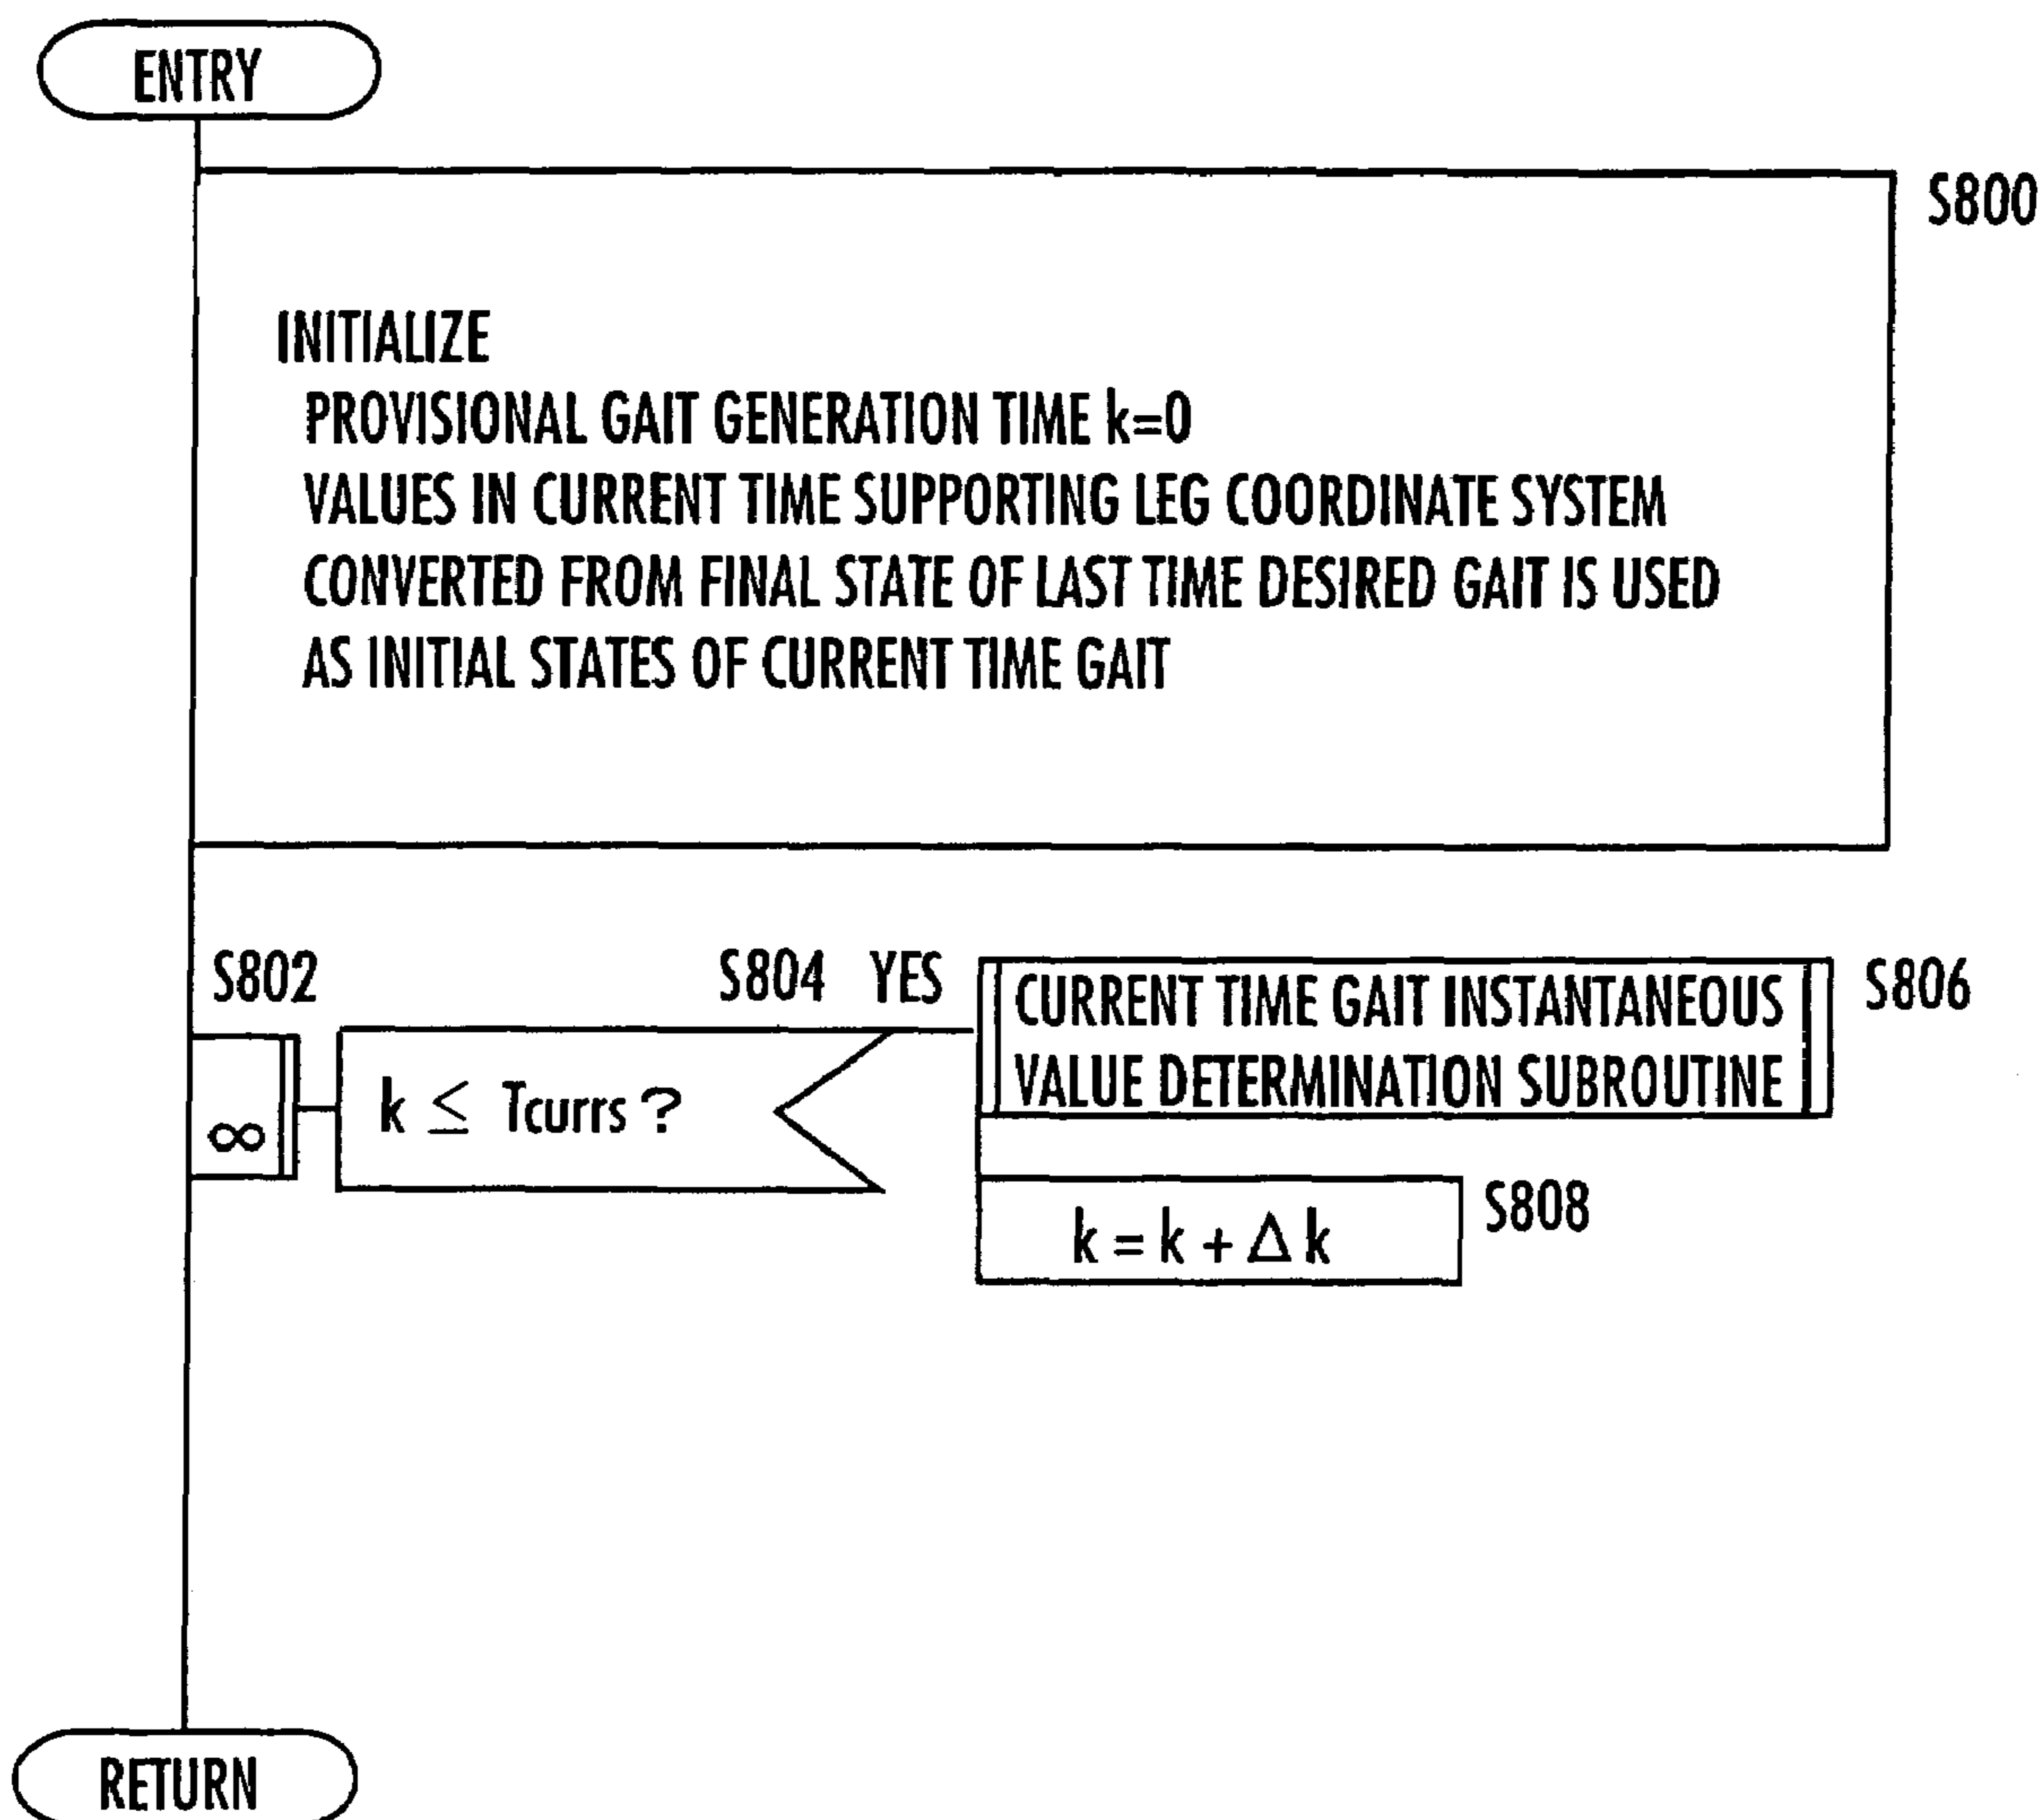 ENTRY
S800
INITIALIZE
PROVISIONAL GAIT GENERATION TIME k=0
VALUES IN CURRENT TIME SUPPORTING LEG COORDINATE SYSTEM
CONVERTED FROM FINAL STATE OF LAST TIME DESIRED GAIT IS USED
AS INITIAL STATES OF CURRENT TIME GAIT
S802
∞
S804 YES
k ≤ Tcurrs ?
CURRENT TIME GAIT INSTANTANEOUS
VALUE DETERMINATION SUBROUTINE
S806
k = k + Δ k
S808
RETURN